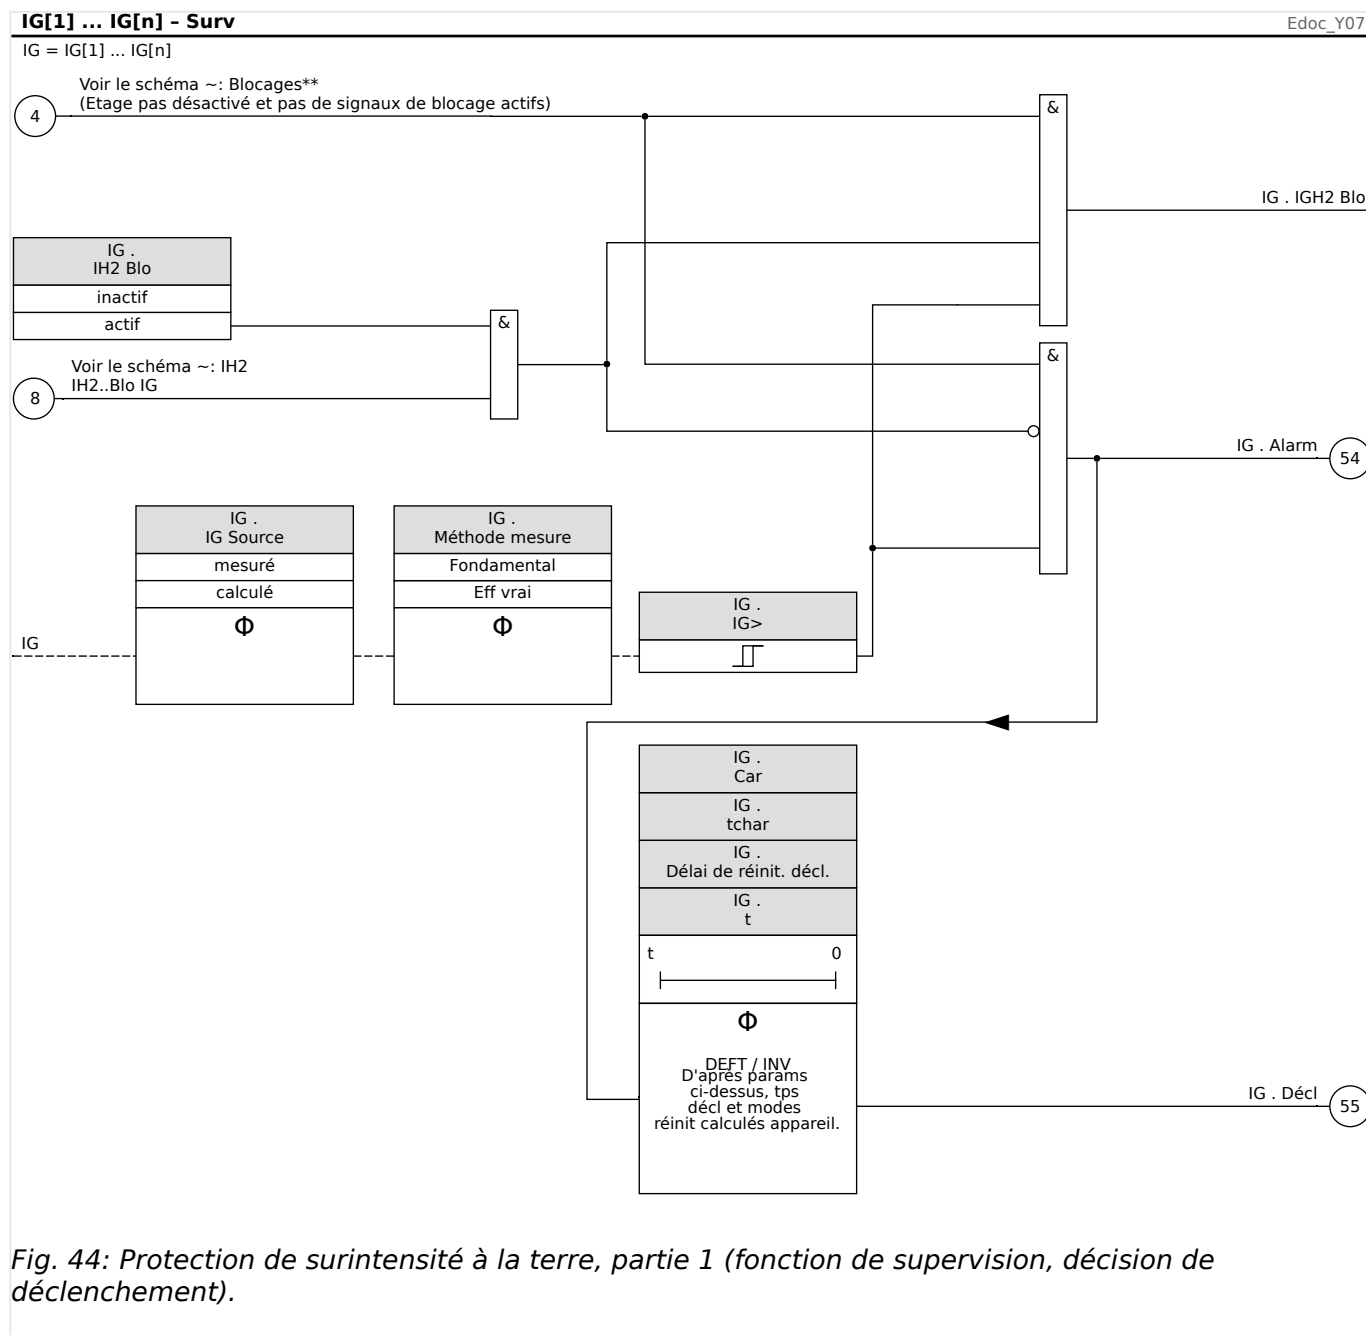 IG[1] ... IG[n] – Surv
Edoc_Y07
IG = IG[1] ... IG[n]
Voir le schéma ~: Blocages**
(Etage pas désactivé et pas de signaux de blocage actifs)
4
&
IG . IGH2 Blo
IG .
IH2 Blo
inactif
actif
&
&
Voir le schéma ~: IH2
IH2..Blo IG
8
IG . Alarm
54
IG .
IG Source
mesuré
calculé
Φ
IG .
Méthode mesure
Fondamental
Eff vrai
Φ
IG .
IG>
IG
IG .
Car
IG .
tchar
IG .
Délai de réinit. décl.
IG .
t
t 0
Φ
DEFT / INV
D'après params
ci-dessus, tps
décl et modes
réinit calculés appareil.
IG . Décl
55
Fig. 44: Protection de surintensité à la terre, partie 1 (fonction de supervision, décision de
déclenchement).